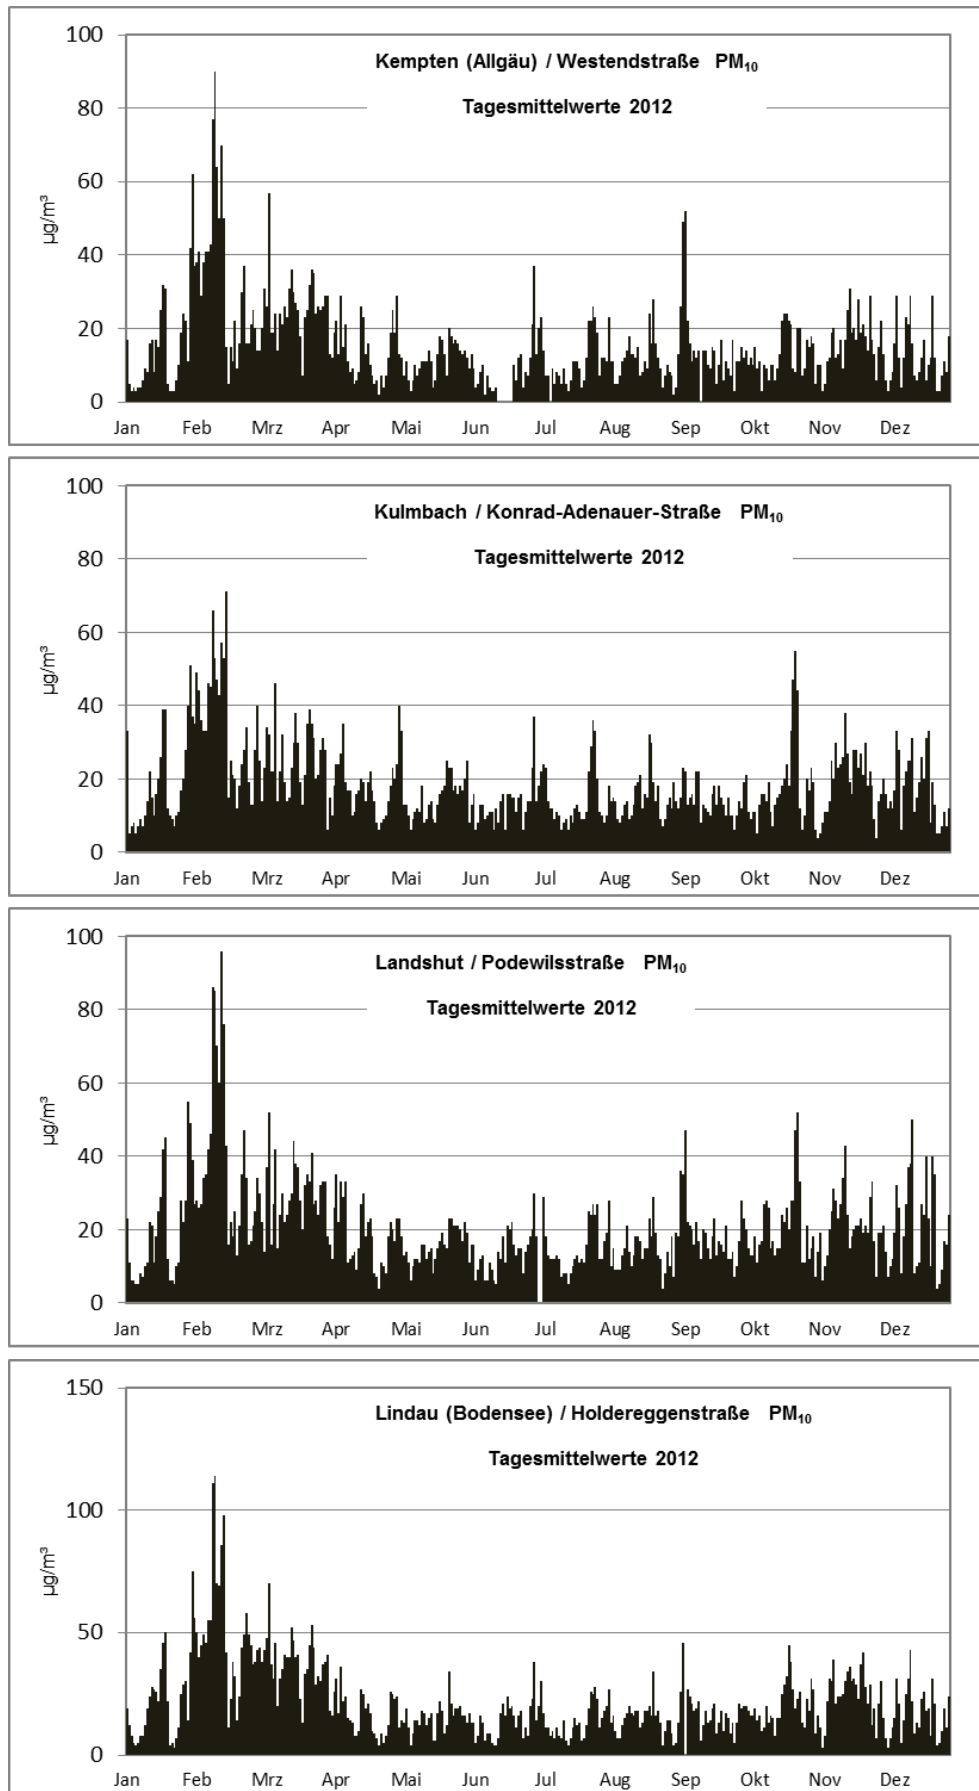 100
Kempten (Allgäu) / Westendstraße PM₁₀
80
Tagesmittelwerte 2012
60
µg/m³
40
20
0
Jan Feb Mrz Apr Mai Jun Jul Aug Sep Okt Nov Dez
100
Kulmbach / Konrad-Adenauer-Straße PM₁₀
80
Tagesmittelwerte 2012
60
µg/m³
40
20
0
Jan Feb Mrz Apr Mai Jun Jul Aug Sep Okt Nov Dez
100
Landshut / Podewilsstraße PM₁₀
80
Tagesmittelwerte 2012
60
µg/m³
40
20
0
Jan Feb Mrz Apr Mai Jun Jul Aug Sep Okt Nov Dez
150
Lindau (Bodensee) / Holdereggenstraße PM₁₀
Tagesmittelwerte 2012
100
µg/m³
50
0
Jan Feb Mrz Apr Mai Jun Jul Aug Sep Okt Nov Dez